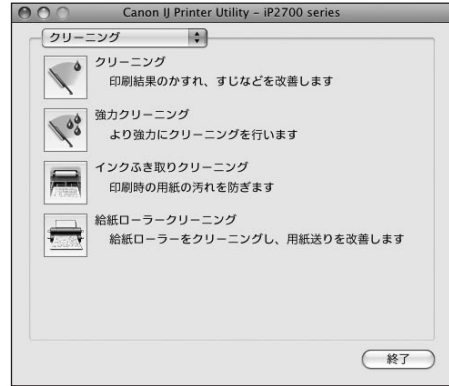 Canon IJ Printer Utility – iP2700 series
クリーニング
クリーニング
印刷結果のかすれ、すじなどを改善します
強力クリーニング
より強力にクリーニングを行います
インクふき取りクリーニング
印刷時の用紙の汚れを防ぎます
給紙ローラークリーニング
給紙ローラーをクリーニングし、用紙送りを改善します
終了